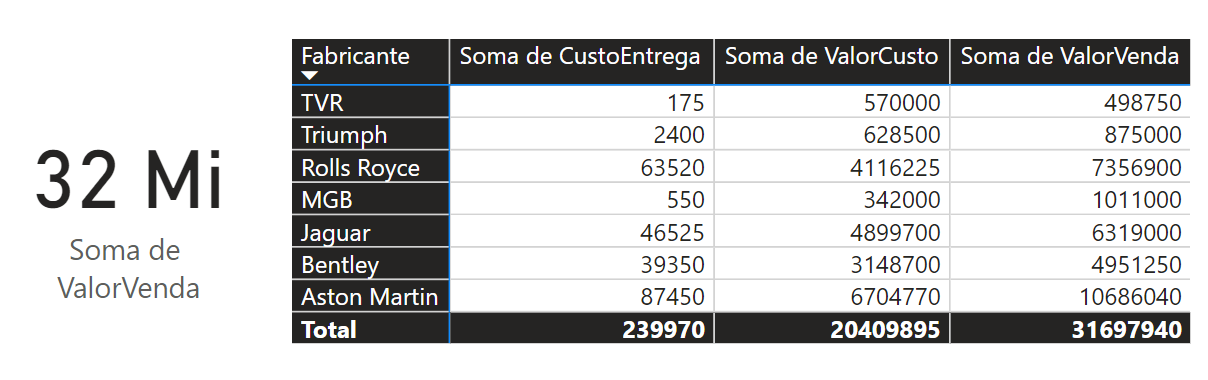 32 Mi
Soma de
ValorVenda
Fabricante Soma de CustoEntrega Soma de ValorCusto Soma de ValorVenda
TVR 175 570000 498750
Triumph 2400 628500 875000
Rolls Royce 63520 4116225 7356900
MGB 550 342000 1011000
Jaguar 46525 4899700 6319000
Bentley 39350 3148700 4951250
Aston Martin 87450 6704770 10686040
Total 239970 20409895 31697940